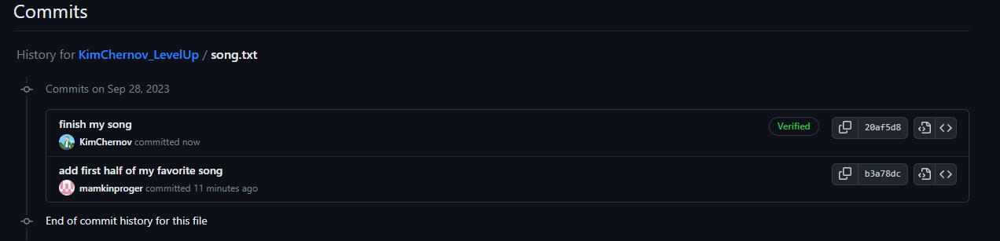 Commits
History for KimChernov_LevelUp / song.txt
Commits on Sep 28, 2023
finish my song
Verified
20af5d8
KimChernov committed now
add first half of my favorite song
b3a78dc
mamkinproger committed 11 minutes ago
End of commit history for this file